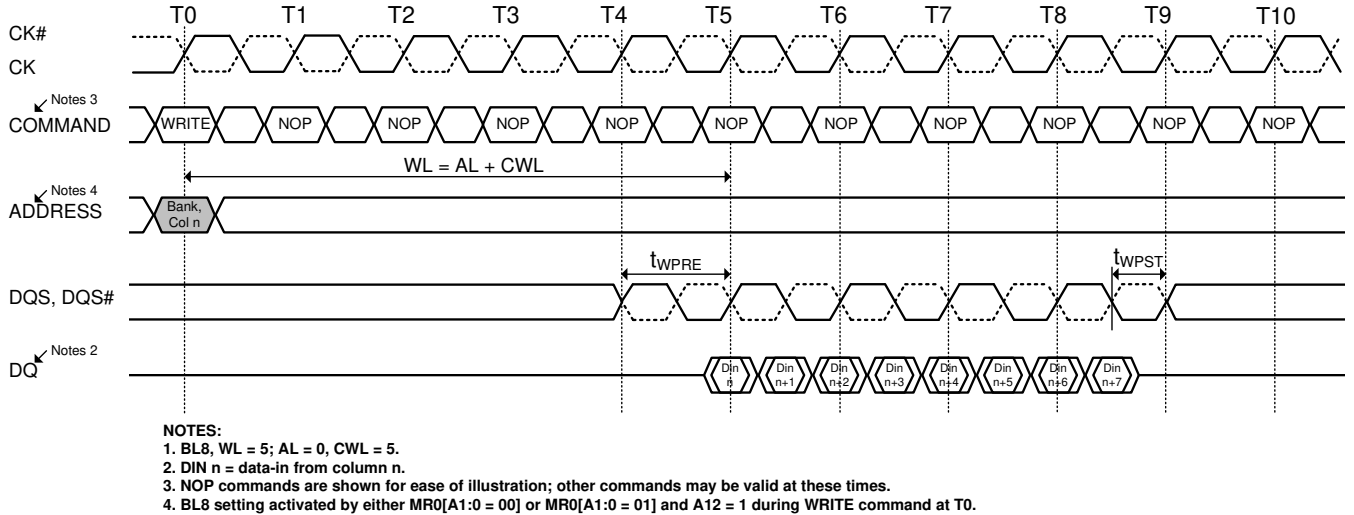 T0 T1 T2 T3 T4 T5 T6 T7 T8 T9 T10
CK#
CK
Notes 3
COMMAND WRITE NOP NOP NOP NOP NOP NOP NOP NOP NOP NOP
WL = AL + CWL
Notes 4
ADDRESS
Bank,
Col n
tWPRE tWPST
DQS, DQS#
Notes 2
DQ
Din Din Din Din Din Din Din Din
n n+1 n+2 n+3 n+4 n+5 n+6 n+7
NOTES:
1. BL8, WL = 5; AL = 0, CWL = 5.
2. DIN n = data-in from column n.
3. NOP commands are shown for ease of illustration; other commands may be valid at these times.
4. BL8 setting activated by either MR0[A1:0 = 00] or MR0[A1:0 = 01] and A12 = 1 during WRITE command at T0.